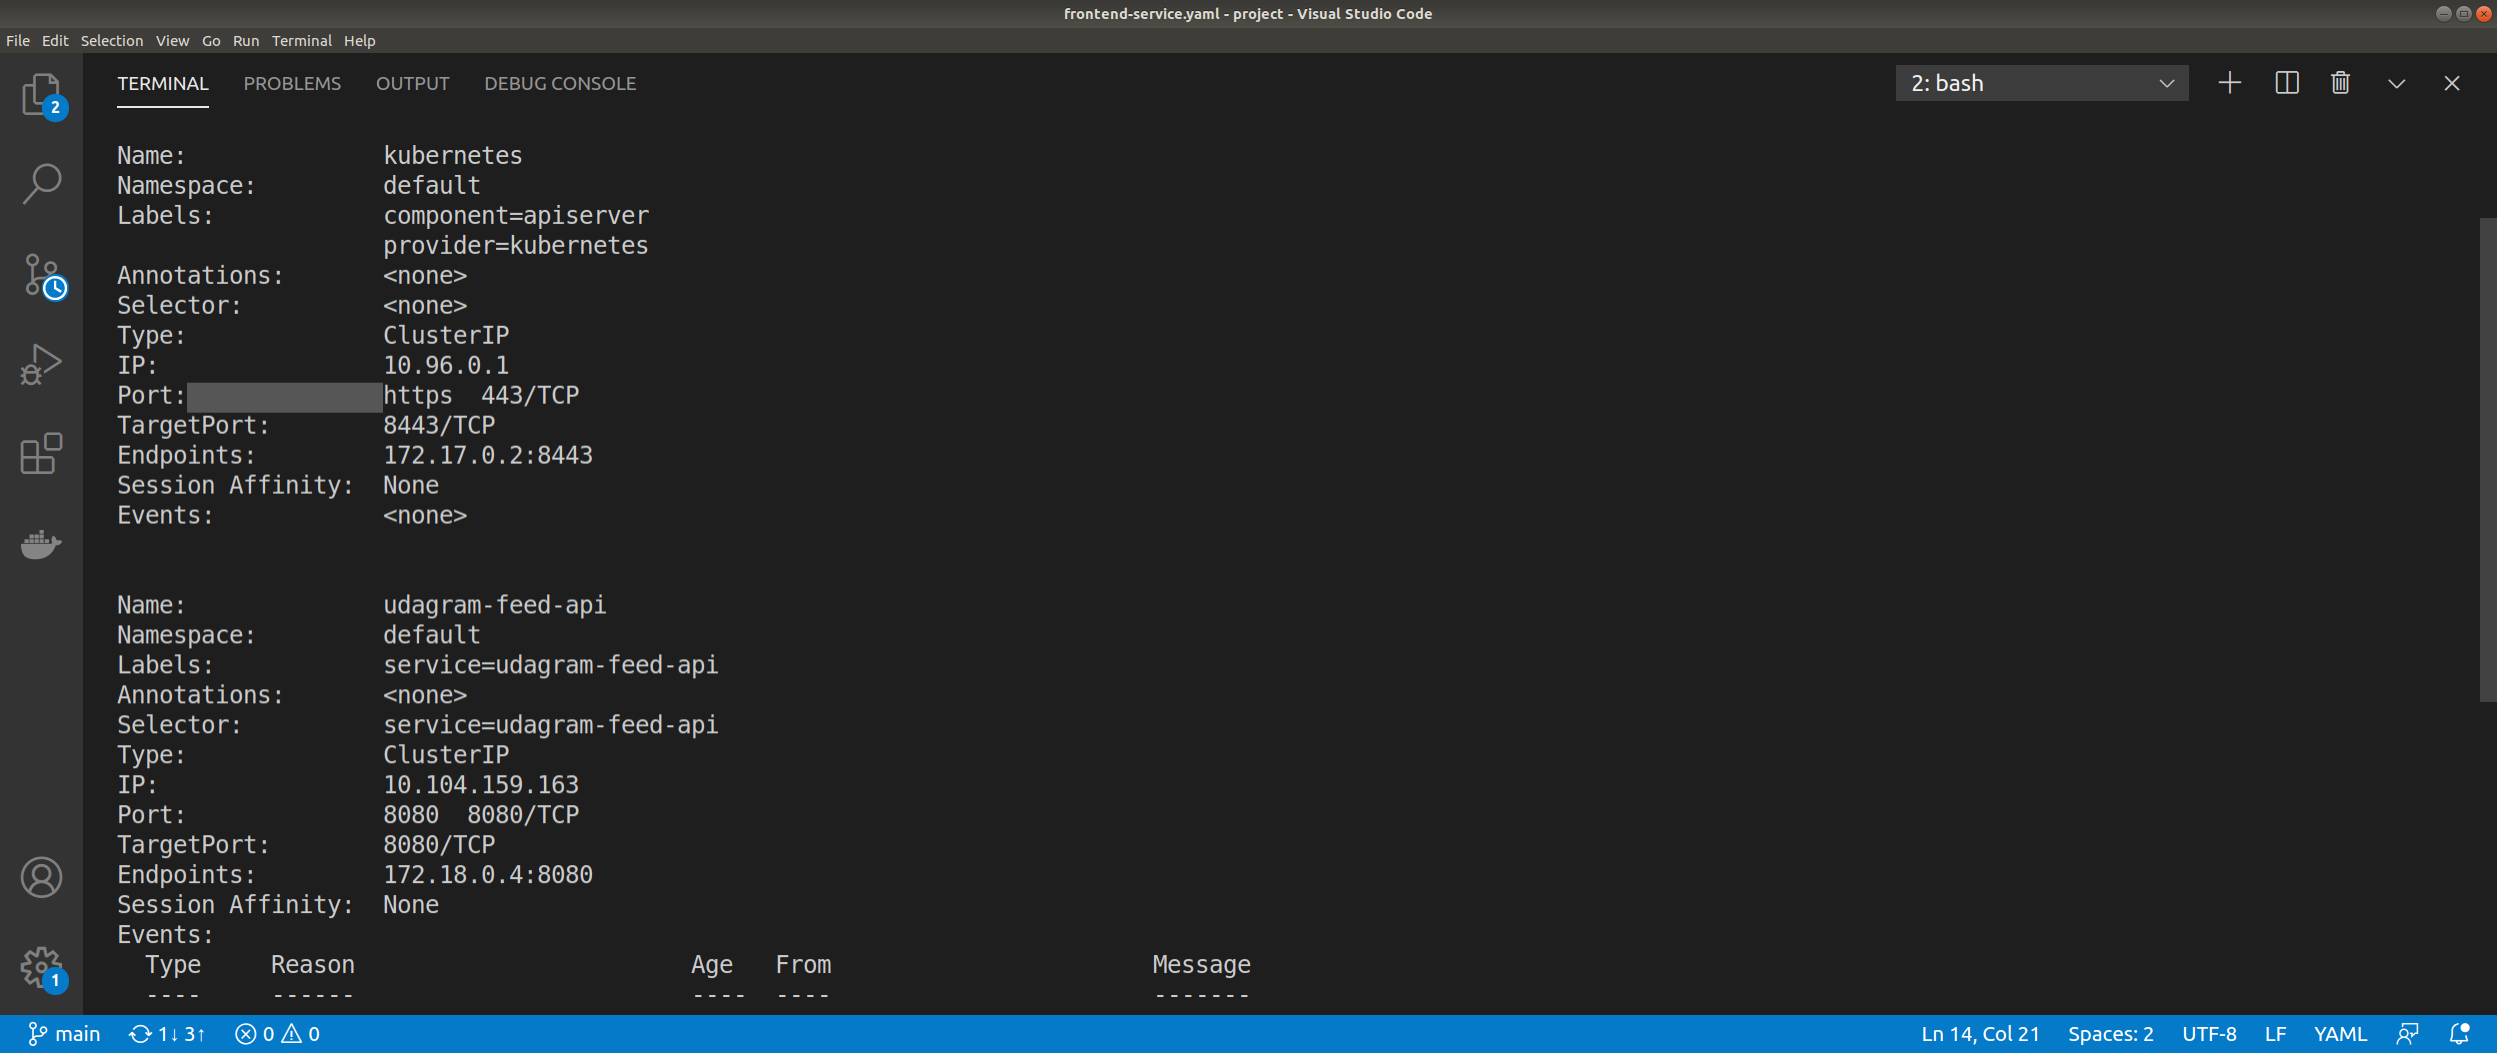 frontend-service.yaml - project - Visual Studio Code
File Edit Selection View Go Run Terminal Help
TERMINAL PROBLEMS OUTPUT DEBUG CONSOLE 2: bash
2
Name: kubernetes
Namespace: default
Labels: component=apiserver
provider=kubernetes
Annotations: <none>
Selector: <none>
Type: ClusterIP
IP: 10.96.0.1
Port: https 443/TCP
TargetPort: 8443/TCP
Endpoints: 172.17.0.2:8443
Session Affinity: None
Events: <none>
Name: udagram-feed-api
Namespace: default
Labels: service=udagram-feed-api
Annotations: <none>
Selector: service=udagram-feed-api
Type: ClusterIP
IP: 10.104.159.163
Port: 8080 8080/TCP
TargetPort: 8080/TCP
Endpoints: 172.18.0.4:8080
Session Affinity: None
Events:
Type Reason Age From Message
---- ------ ---- ---- -------
1
main 1↓ 3↑ 0 0 Ln 14, Col 21 Spaces: 2 UTF-8 LF YAML